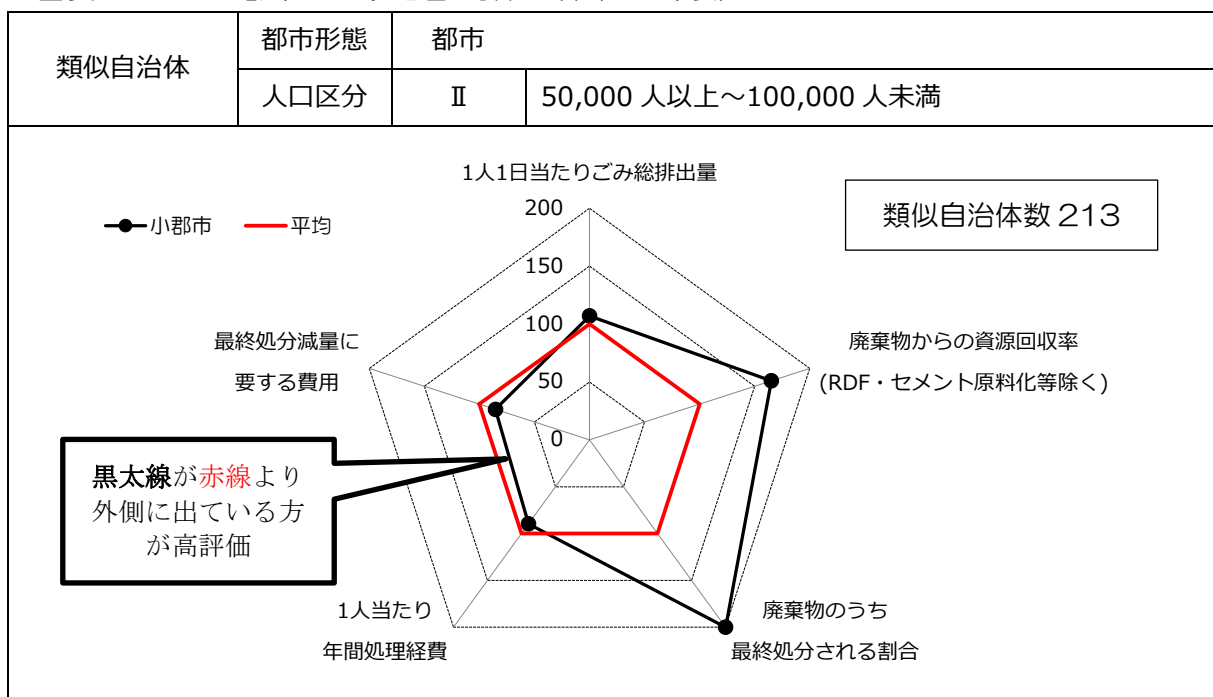 類似自治体
都市形態
都市
人口区分
Ⅱ
50,000 人以上～100,000 人未満
1人1日当たりごみ総排出量
小郡市
平均
類似自治体数 213
200
150
100
50
0
最終処分減量に
要する費用
廃棄物からの資源回収率
(RDF・セメント原料化等除く)
黒太線が赤線より
外側に出ている方
が高評価
1人当たり
年間処理経費
廃棄物のうち
最終処分される割合